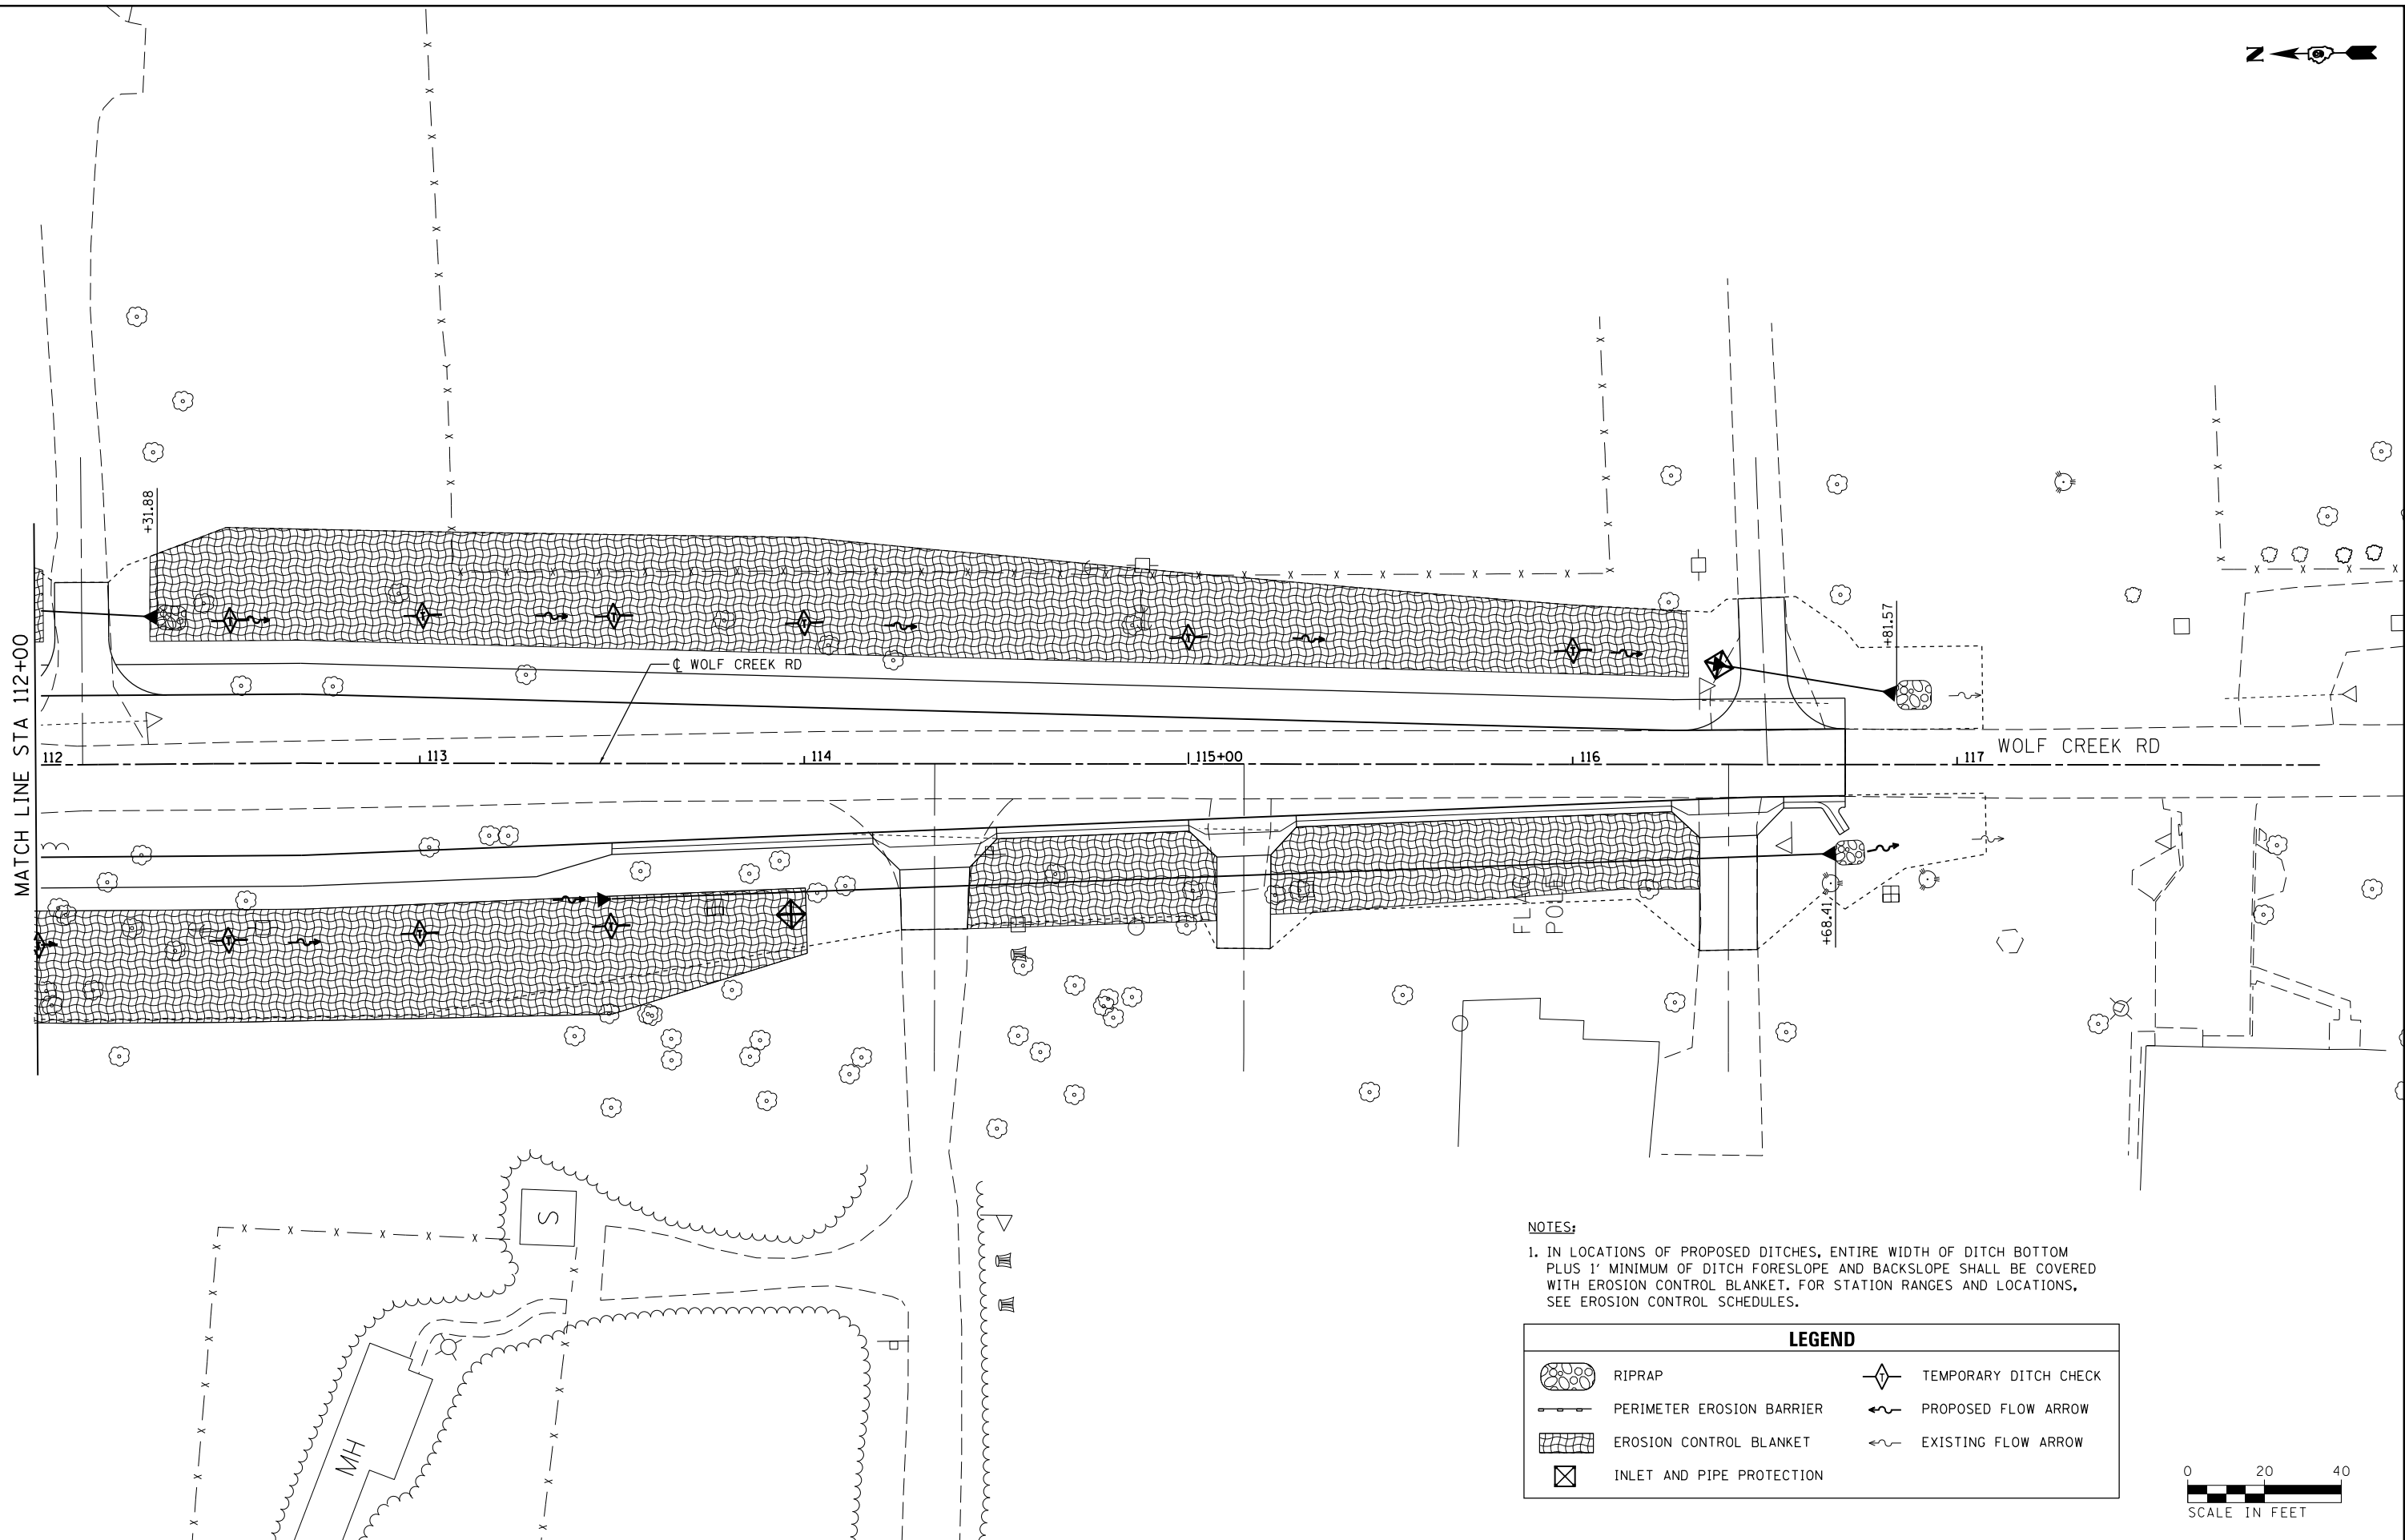 N
+31.88
MATCH LINE STA 112+00
℄ WOLF CREEK RD
+81.57
WOLF CREEK RD
112
113
114
115+00
116
117
+68.41
S
MH
NOTES:
1. IN LOCATIONS OF PROPOSED DITCHES, ENTIRE WIDTH OF DITCH BOTTOM
PLUS 1' MINIMUM OF DITCH FORESLOPE AND BACKSLOPE SHALL BE COVERED
WITH EROSION CONTROL BLANKET. FOR STATION RANGES AND LOCATIONS,
SEE EROSION CONTROL SCHEDULES.
LEGEND
RIPRAP
PERIMETER EROSION BARRIER
EROSION CONTROL BLANKET
INLET AND PIPE PROTECTION
T
TEMPORARY DITCH CHECK
PROPOSED FLOW ARROW
EXISTING FLOW ARROW
0 20 40
SCALE IN FEET